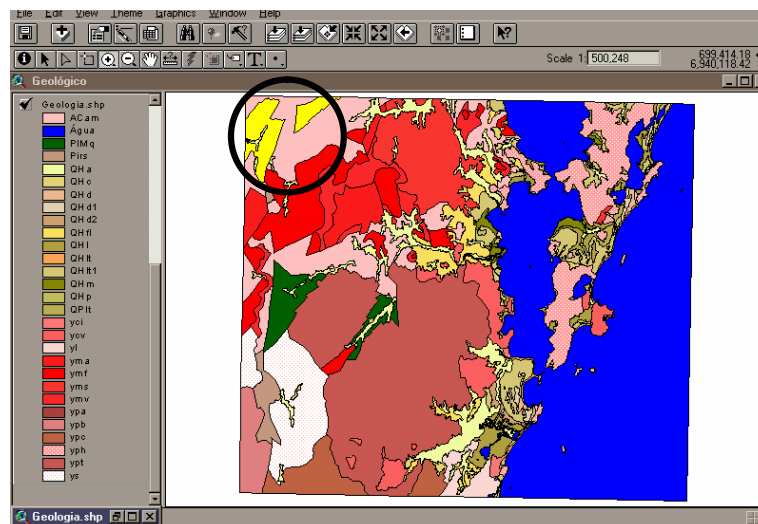 File Edit View Theme Graphics Window Help
Scale 1: 500,248
699,414.18
6,940,118.42
Geológico
Geologia.shp
ACam
Água
PIMq
Pirs
QHa
QHc
QHd
QHd1
QHd2
QHfl
QHl
QHlt
QHlt1
QHm
QHp
QPlt
yci
ycv
yl
yma
ymf
yms
ymv
ypa
ypb
ypc
yph
ypt
ys
Geologia.shp